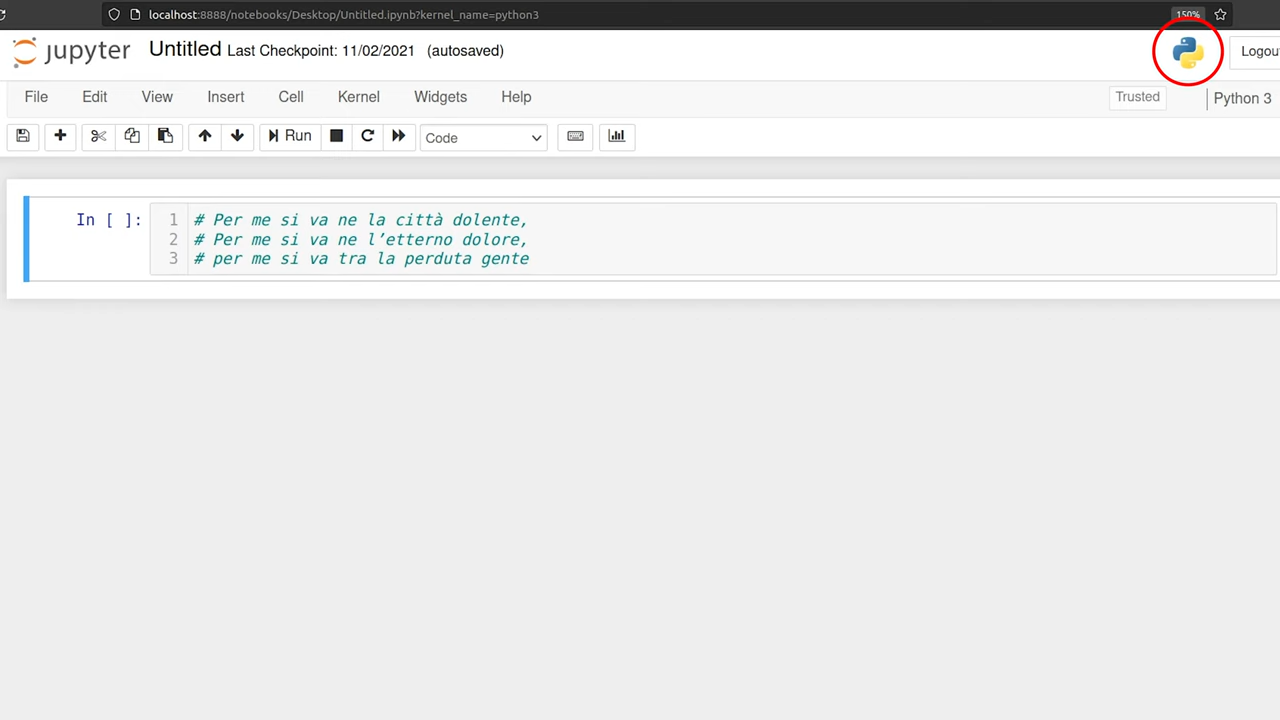 localhost:8888/notebooks/Desktop/Untitled.ipynb?kernel_name=python3 150%
jupyter Untitled Last Checkpoint: 11/02/2021 (autosaved) Logou
File Edit View Insert Cell Kernel Widgets Help Trusted Python 3
Run Code
In [ ]: 1 # Per me si va ne la città dolente,
2 # Per me si va ne l’etterno dolore,
3 # per me si va tra la perduta gente